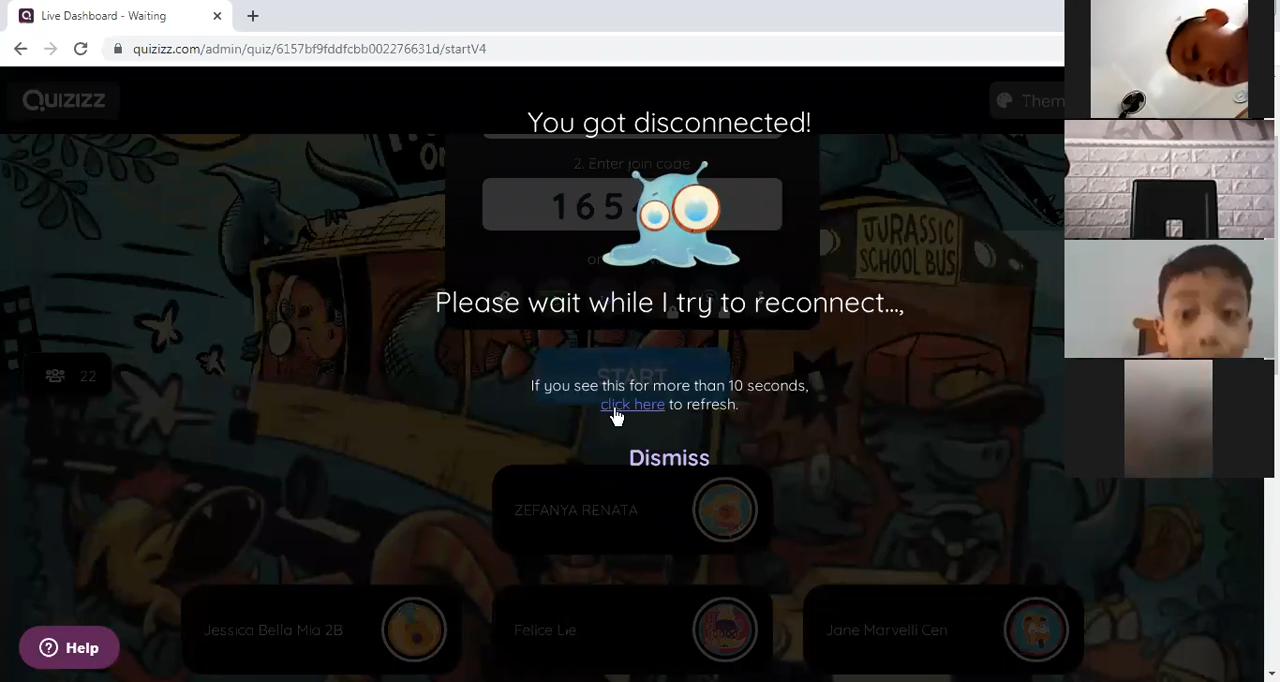 Live Dashboard - Waiting
quizizz.com/admin/quiz/6157bf9fddfcbb002276631d/startV4
QUIZIZZ
Them
You got disconnected!
2. Enter join code
165
JURASSIC
SCHOOL BUS
or
Please wait while I try to reconnect...,
22
START
If you see this for more than 10 seconds,
click here to refresh.
Dismiss
ZEFANYA RENATA
Jessica Bella Mia 2B
Felice Lie
Jane Marvelli Cen
Help